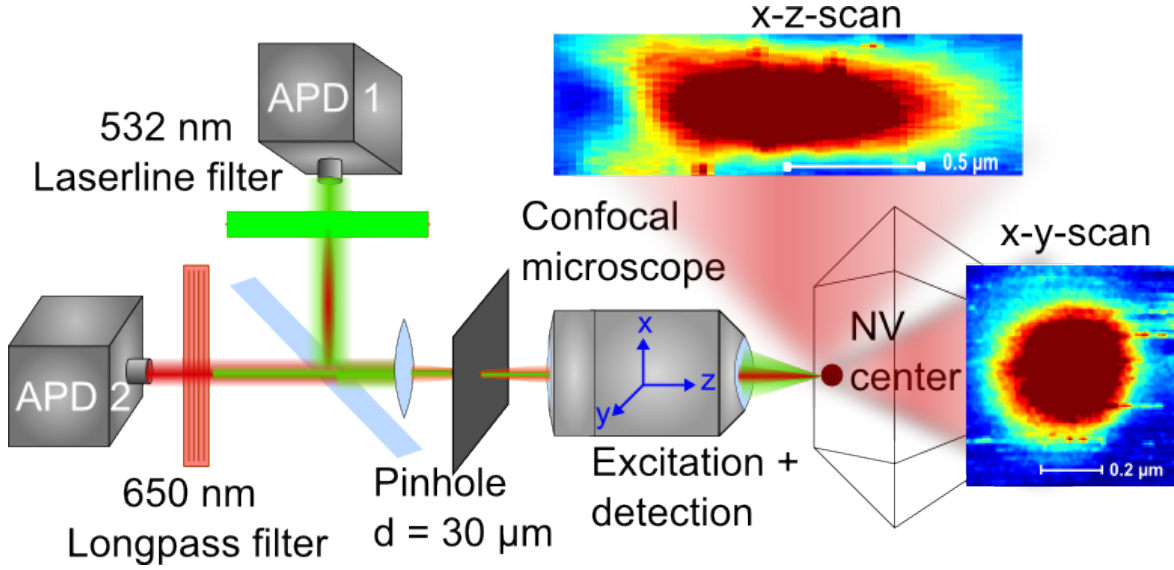 x-z-scan
APD 1
532 nm
Laserline filter
0.5 µm
Confocal
microscope
x-y-scan
x
z
y
NV
center
APD 2
0.2 µm
650 nm
Longpass filter
Pinhole
d = 30 µm
Excitation +
detection